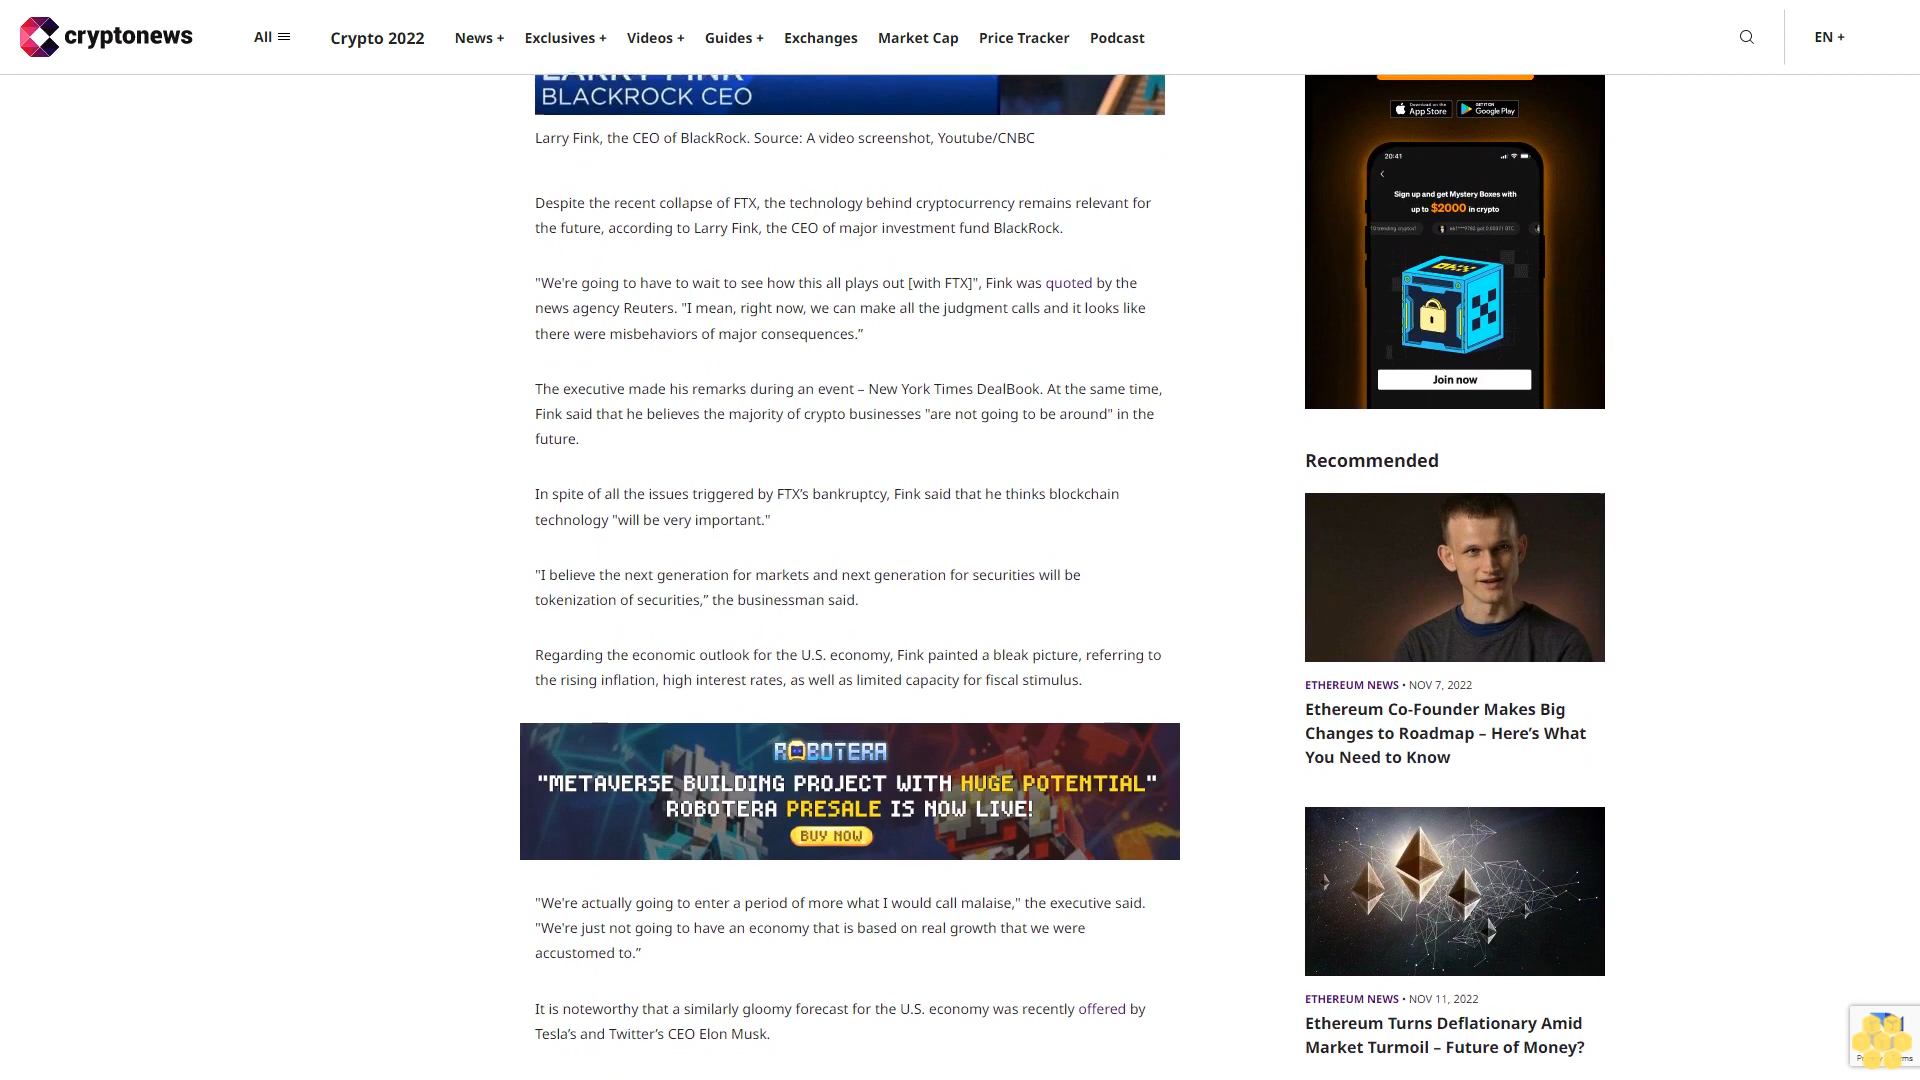 cryptonews
All
Crypto 2022
News +
Exclusives +
Videos +
Guides +
Exchanges
Market Cap
Price Tracker
Podcast
EN +
BLACKROCK CEO
Larry Fink, the CEO of BlackRock. Source: A video screenshot, Youtube/CNBC
Despite the recent collapse of FTX, the technology behind cryptocurrency remains relevant for
the future, according to Larry Fink, the CEO of major investment fund BlackRock.
"We're going to have to wait to see how this all plays out [with FTX]", Fink was quoted by the
news agency Reuters. "I mean, right now, we can make all the judgment calls and it looks like
there were misbehaviors of major consequences.”
The executive made his remarks during an event – New York Times DealBook. At the same time,
Fink said that he believes the majority of crypto businesses "are not going to be around" in the
future.
In spite of all the issues triggered by FTX’s bankruptcy, Fink said that he thinks blockchain
technology "will be very important."
"I believe the next generation for markets and next generation for securities will be
tokenization of securities,” the businessman said.
Regarding the economic outlook for the U.S. economy, Fink painted a bleak picture, referring to
the rising inflation, high interest rates, as well as limited capacity for fiscal stimulus.
ROBOTERA
"METAVERSE BUILDING PROJECT WITH HUGE POTENTIAL"
ROBOTERA PRESALE IS NOW LIVE!
BUY NOW
"We're actually going to enter a period of more what I would call malaise," the executive said.
"We're just not going to have an economy that is based on real growth that we were
accustomed to.”
It is noteworthy that a similarly gloomy forecast for the U.S. economy was recently offered by
Tesla’s and Twitter’s CEO Elon Musk.
Download on the
App Store
GET IT ON
Google Play
20:41
Sign up and get Mystery Boxes with
up to $2000 in crypto
Join now
Recommended
ETHEREUM NEWS • NOV 7, 2022
Ethereum Co-Founder Makes Big
Changes to Roadmap – Here’s What
You Need to Know
ETHEREUM NEWS • NOV 11, 2022
Ethereum Turns Deflationary Amid
Market Turmoil – Future of Money?